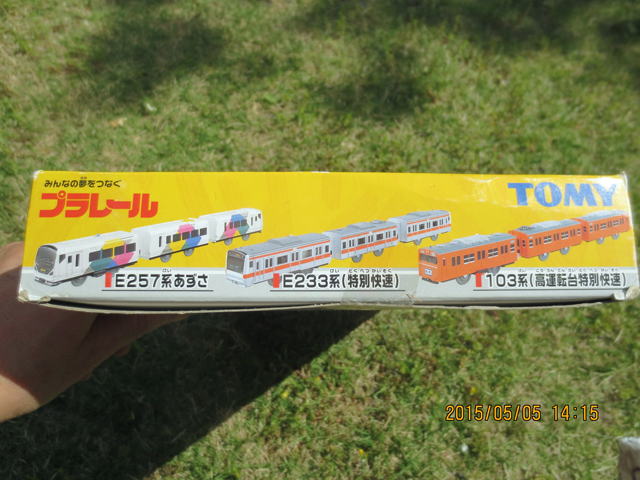 みんなの夢をつなぐ
プラレール
TOMY
E257系あずさ
E233系(特別快速)
103系(高運転台特別快速)
2015/05/05 14:15